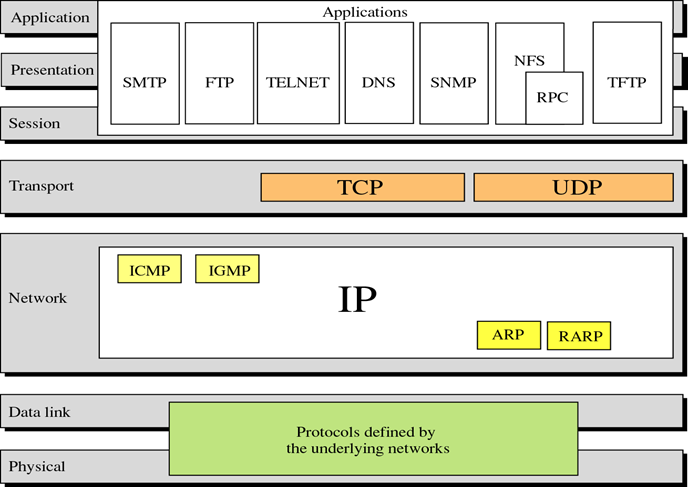 Application
Applications
Presentation
SMTP
FTP
TELNET
DNS
SNMP
NFS
RPC
TFTP
Session
Transport
TCP
UDP
ICMP
IGMP
Network
IP
ARP
RARP
Data link
Protocols defined by
the underlying networks
Physical